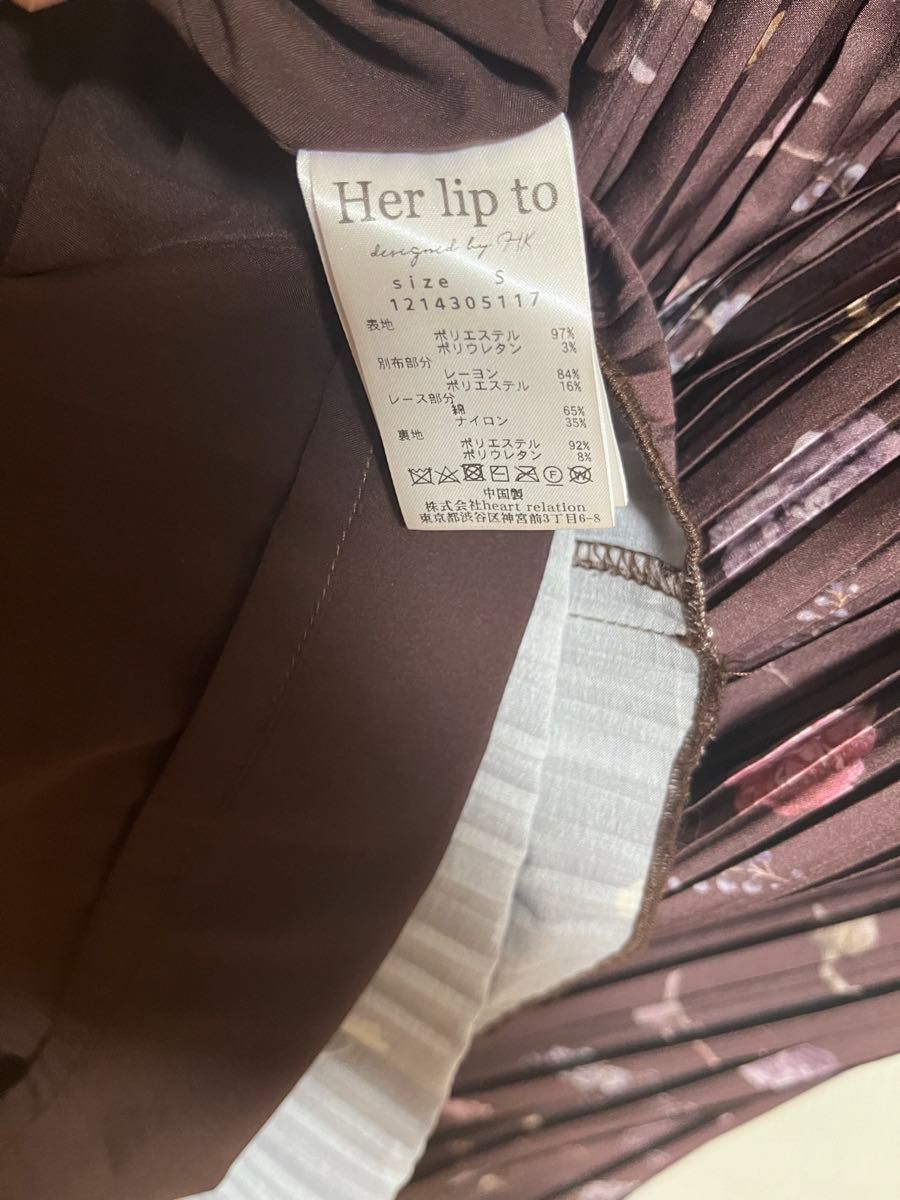 Her lip to
designed by HK
size S
1214305117
表地
ポリエステル 97%
ポリウレタン 3%
別布部分
レーヨン 84%
ポリエステル 16%
レース部分
綿 65%
ナイロン 35%
裏地
ポリエステル 92%
ポリウレタン 8%
中国製
株式会社heart relation
東京都渋谷区神宮前3丁目6-8